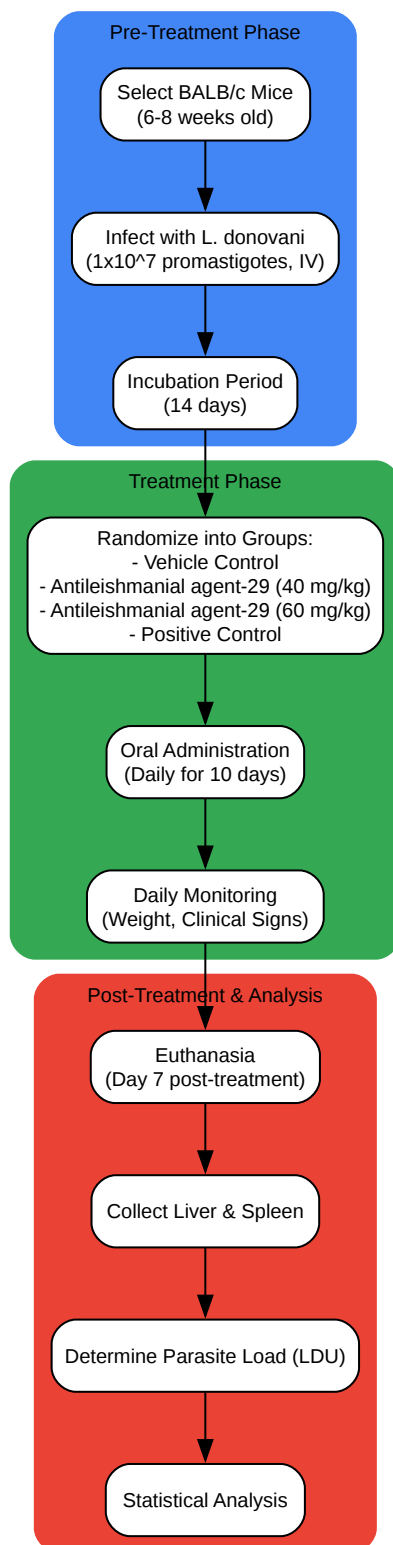 Pre-Treatment Phase
Select BALB/c Mice
(6-8 weeks old)
Infect with L. donovani
(1x10^7 promastigotes, IV)
Incubation Period
(14 days)
Treatment Phase
Randomize into Groups:
- Vehicle Control
- Antileishmanial agent-29 (40 mg/kg)
- Antileishmanial agent-29 (60 mg/kg)
- Positive Control
Oral Administration
(Daily for 10 days)
Daily Monitoring
(Weight, Clinical Signs)
Post-Treatment & Analysis
Euthanasia
(Day 7 post-treatment)
Collect Liver & Spleen
Determine Parasite Load (LDU)
Statistical Analysis